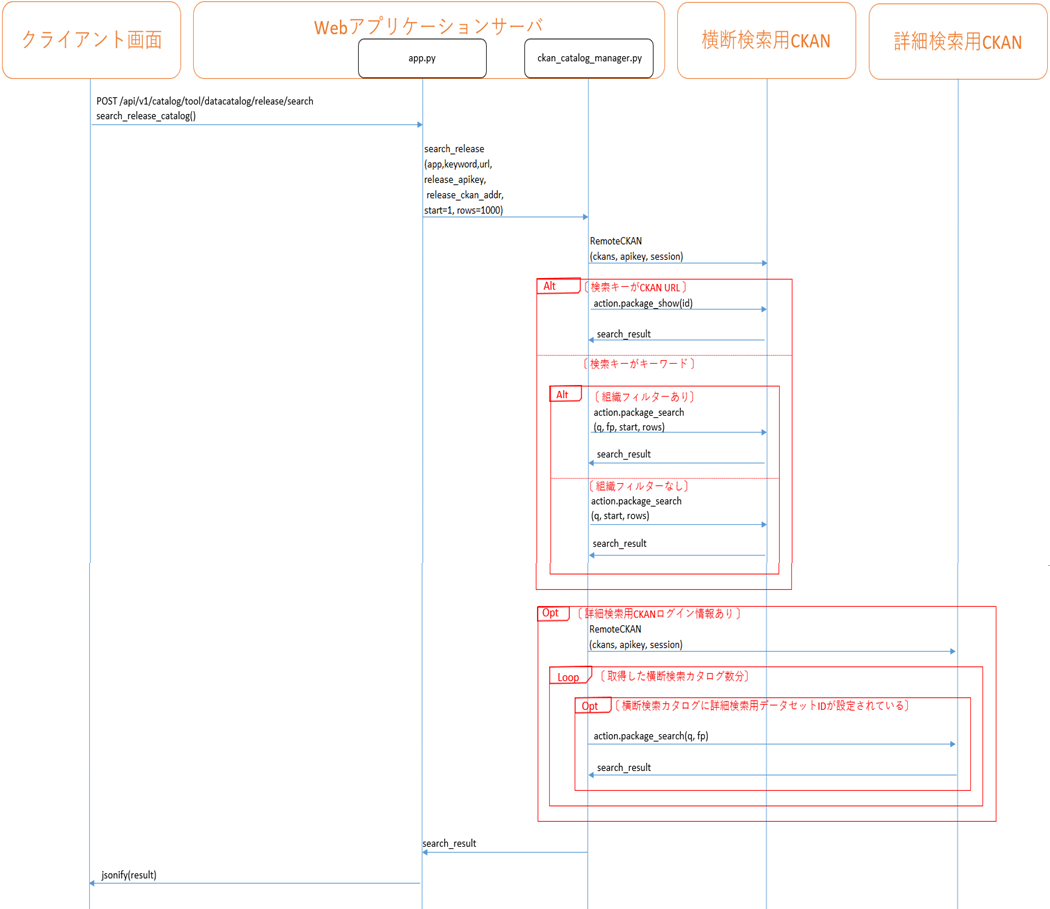 クライアント画面
Webアプリケーションサーバ
app.py
ckan_catalog_manager.py
横断検索用CKAN
詳細検索用CKAN
POST /api/v1/catalog/tool/datacatalog/release/search
search_release_catalog()
search_release
(app,keyword,url,
release_apikey,
release_ckan_addr,
start=1, rows=1000)
RemoteCKAN
(ckans, apikey, session)
Alt
〔 検索キーがCKAN URL 〕
action.package_show(id)
search_result
〔 検索キーがキーワード 〕
Alt
〔 組織フィルターあり〕
action.package_search
(q, fp, start, rows)
search_result
〔 組織フィルターなし〕
action.package_search
(q, start, rows)
search_result
Opt
〔 詳細検索用CKANログイン情報あり 〕
RemoteCKAN
(ckans, apikey, session)
Loop
〔 取得した横断検索カタログ数分〕
Opt
〔 横断検索カタログに詳細検索用データセットIDが設定されている〕
action.package_search(q, fp)
search_result
search_result
jsonify(result)